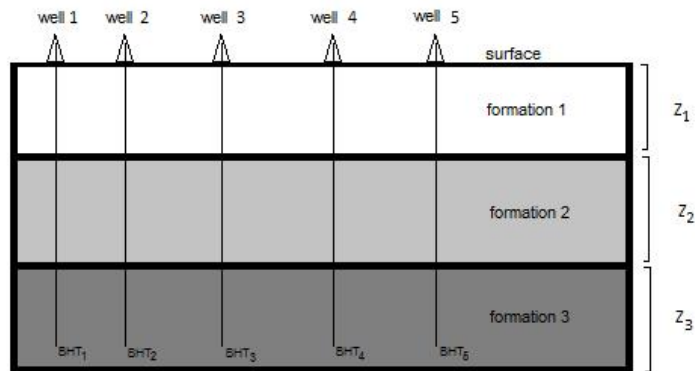 well 1 well 2 well 3 well 4 well 5
surface
formation 1
Z1
formation 2
Z2
formation 3
Z3
BHT1 BHT2 BHT3 BHT4 BHT5